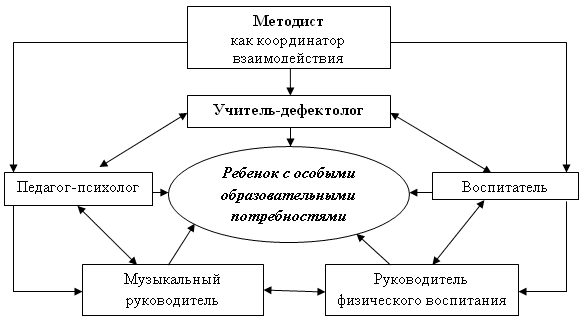 Методист
как координатор
взаимодействия
Учитель-дефектолог
Ребенок с особыми
образовательными
потребностями
Педагог-психолог
Воспитатель
Музыкальный
руководитель
Руководитель
физического воспитания